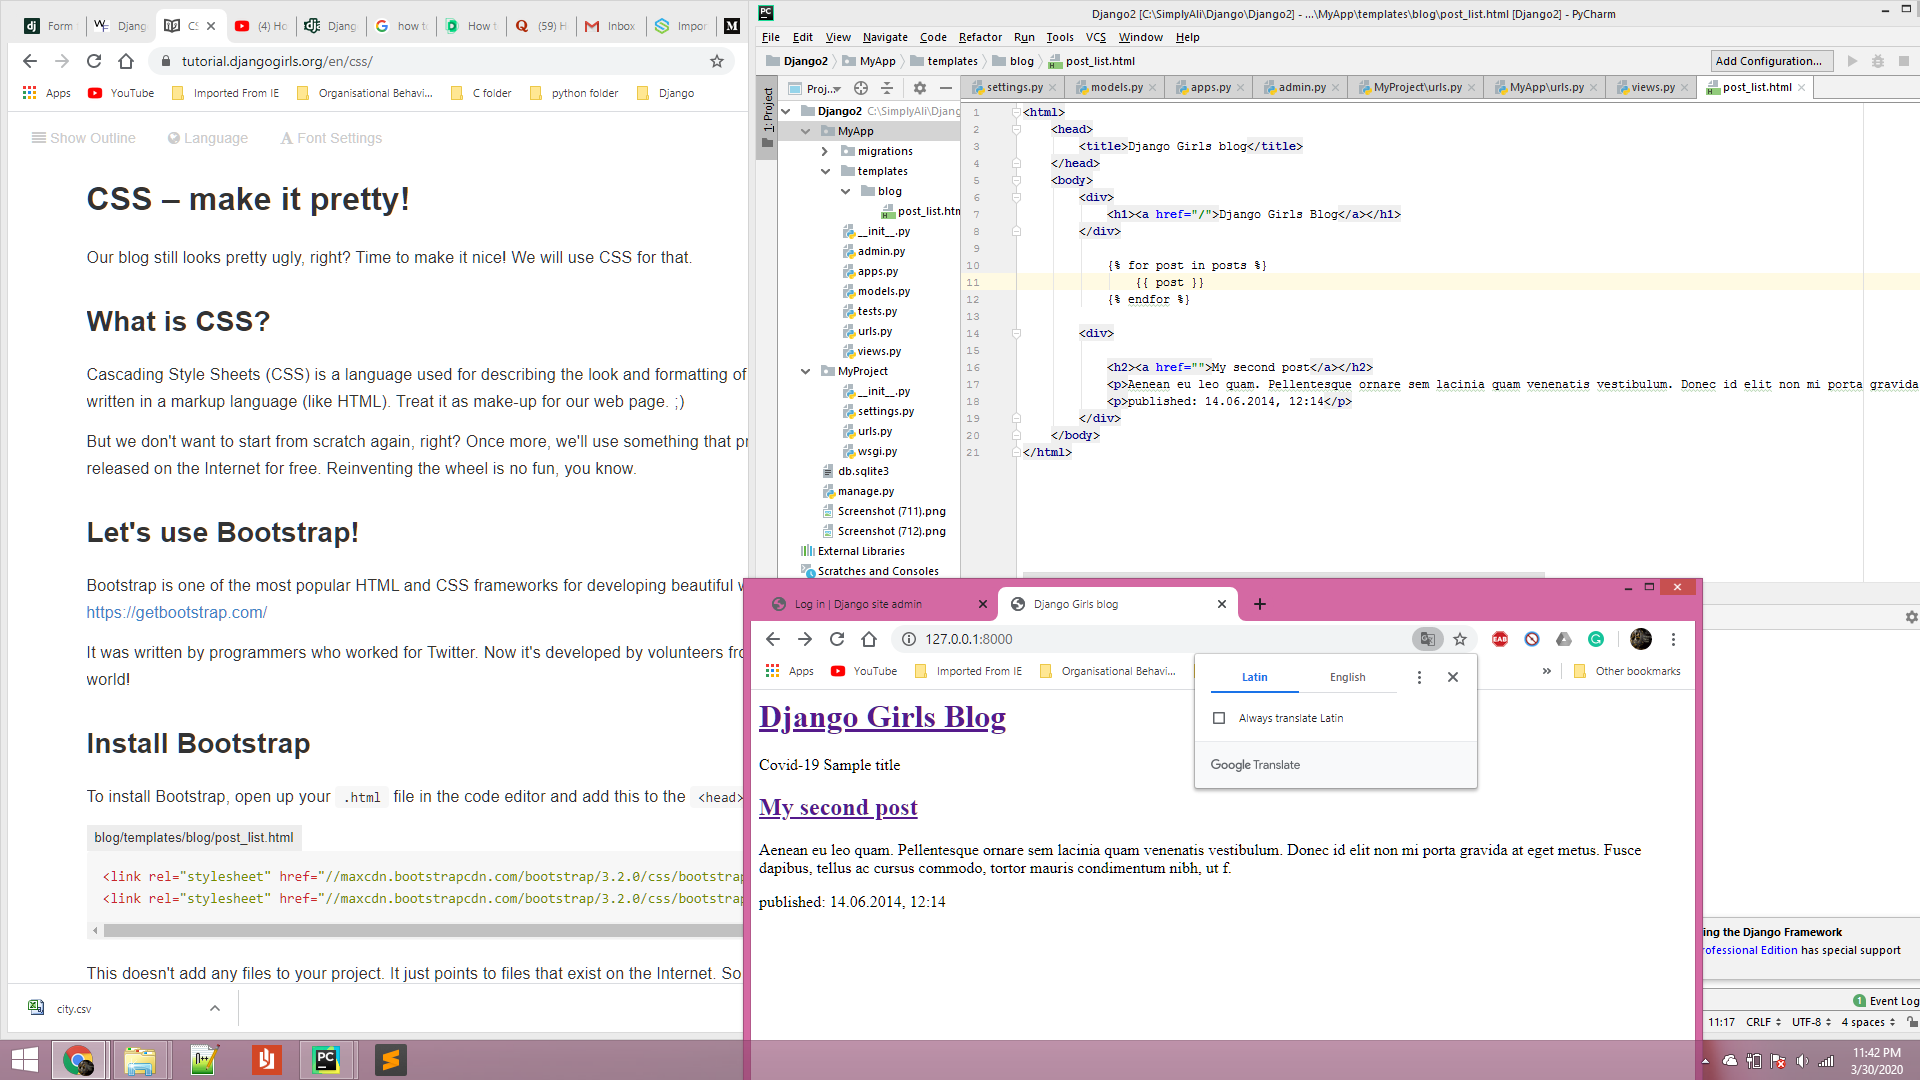 Form
Djang
CS
(4) Ho
Djang
how to
How t
(59) H
Inbox
Impor
tutorial.djangogirls.org/en/css/
Apps
YouTube
Imported From IE
Organisational Behavi...
C folder
python folder
Django
Show Outline
Language
Font Settings
CSS – make it pretty!
Our blog still looks pretty ugly, right? Time to make it nice! We will use CSS for that.
What is CSS?
Cascading Style Sheets (CSS) is a language used for describing the look and formatting of
written in a markup language (like HTML). Treat it as make-up for our web page. ;)
But we don't want to start from scratch again, right? Once more, we'll use something that pr
released on the Internet for free. Reinventing the wheel is no fun, you know.
Let's use Bootstrap!
Bootstrap is one of the most popular HTML and CSS frameworks for developing beautiful w
https://getbootstrap.com/
It was written by programmers who worked for Twitter. Now it's developed by volunteers fro
world!
Install Bootstrap
To install Bootstrap, open up your .html file in the code editor and add this to the <head>
blog/templates/blog/post_list.html
<link rel="stylesheet" href="//maxcdn.bootstrapcdn.com/bootstrap/3.2.0/css/bootstrap
<link rel="stylesheet" href="//maxcdn.bootstrapcdn.com/bootstrap/3.2.0/css/bootstrap
This doesn't add any files to your project. It just points to files that exist on the Internet. So
city.csv
Django2 [C:\SimplyAli\Django\Django2] - ...\MyApp\templates\blog\post_list.html [Django2] - PyCharm
File Edit View Navigate Code Refactor Run Tools VCS Window Help
Django2 MyApp templates blog post_list.html
Add Configuration...
1: Project
Proj..
settings.py models.py apps.py admin.py MyProject\urls.py MyApp\urls.py views.py post_list.html
Django2 C:\SimplyAli\Djang
MyApp
migrations
templates
blog
post_list.htm
__init__.py
admin.py
apps.py
models.py
tests.py
urls.py
views.py
MyProject
__init__.py
settings.py
urls.py
wsgi.py
db.sqlite3
manage.py
Screenshot (711).png
Screenshot (712).png
External Libraries
Scratches and Consoles
1 <html>
2 <head>
3 <title>Django Girls blog</title>
4 </head>
5 <body>
6 <div>
7 <h1><a href="/">Django Girls Blog</a></h1>
8 </div>
9
10 {% for post in posts %}
11 {{ post }}
12 {% endfor %}
13
14 <div>
15
16 <h2><a href="">My second post</a></h2>
17 <p>Aenean eu leo quam. Pellentesque ornare sem lacinia quam venenatis vestibulum. Donec id elit non mi porta gravida
18 <p>published: 14.06.2014, 12:14</p>
19 </div>
20 </body>
21 </html>
Log in | Django site admin
Django Girls blog
127.0.0.1:8000
Apps
YouTube
Imported From IE
Organisational Behavi...
Other bookmarks
Latin
English
Always translate Latin
Google Translate
Django Girls Blog
Covid-19 Sample title
My second post
Aenean eu leo quam. Pellentesque ornare sem lacinia quam venenatis vestibulum. Donec id elit non mi porta gravida at eget metus. Fusce
dapibus, tellus ac cursus commodo, tortor mauris condimentum nibh, ut f.
published: 14.06.2014, 12:14
ing the Django Framework
rofessional Edition has special support
1 Event Log
11:17 CRLF UTF-8 4 spaces
11:42 PM
3/30/2020